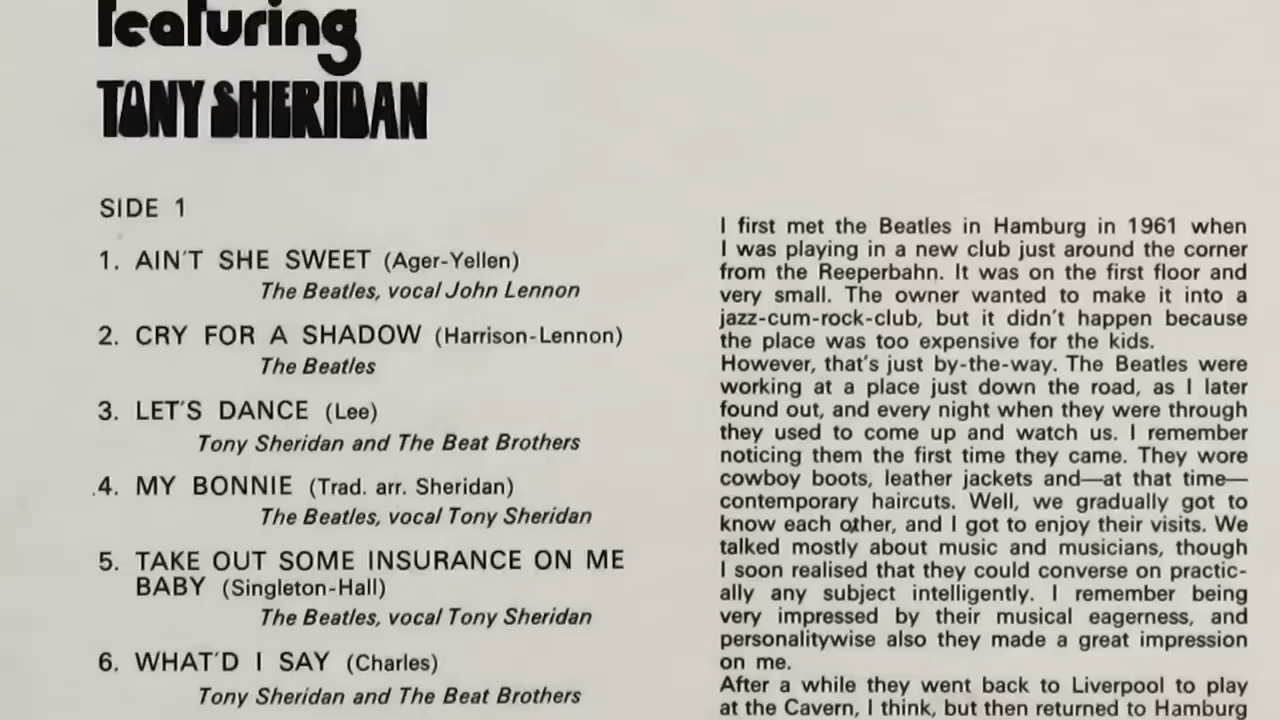 featuring
TONY SHERIDAN
SIDE 1
1. AIN'T SHE SWEET (Ager-Yellen)
The Beatles, vocal John Lennon
2. CRY FOR A SHADOW (Harrison-Lennon)
The Beatles
3. LET'S DANCE (Lee)
Tony Sheridan and The Beat Brothers
4. MY BONNIE (Trad. arr. Sheridan)
The Beatles, vocal Tony Sheridan
5. TAKE OUT SOME INSURANCE ON ME
BABY (Singleton-Hall)
The Beatles, vocal Tony Sheridan
6. WHAT'D I SAY (Charles)
Tony Sheridan and The Beat Brothers
I first met the Beatles in Hamburg in 1961 when
I was playing in a new club just around the corner
from the Reeperbahn. It was on the first floor and
very small. The owner wanted to make it into a
jazz-cum-rock-club, but it didn't happen because
the place was too expensive for the kids.
However, that's just by-the-way. The Beatles were
working at a place just down the road, as I later
found out, and every night when they were through
they used to come up and watch us. I remember
noticing them the first time they came. They wore
cowboy boots, leather jackets and—at that time—
contemporary haircuts. Well, we gradually got to
know each other, and I got to enjoy their visits. We
talked mostly about music and musicians, though
I soon realised that they could converse on practic-
ally any subject intelligently. I remember being
very impressed by their musical eagerness, and
personalitywise also they made a great impression
on me.
After a while they went back to Liverpool to play
at the Cavern, I think, but then returned to Hamburg